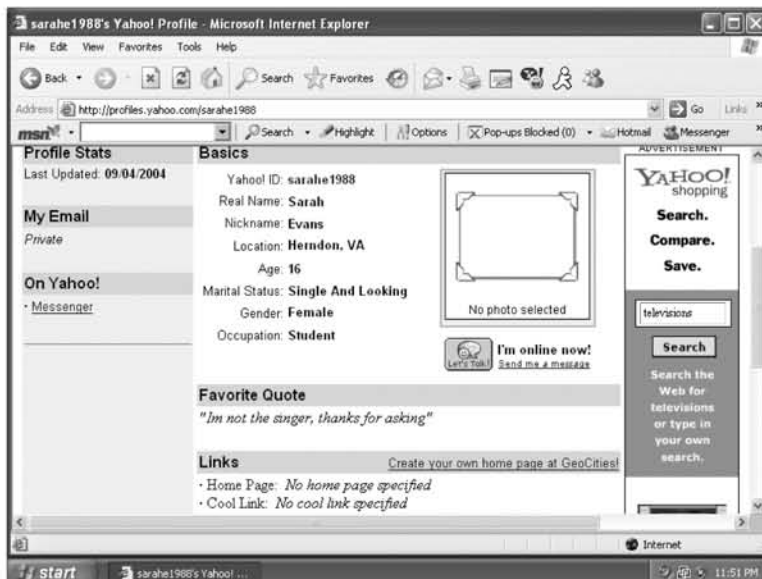 sarahe1988's Yahoo! Profile - Microsoft Internet Explorer
File Edit View Favorites Tools Help
Back Search Favorites
Address http://profiles.yahoo.com/sarahe1988 Go Links »
msn Search Highlight Options Pop-ups Blocked (0) Hotmail Messenger »
Profile Stats
Last Updated: 09/04/2004
My Email
Private
On Yahoo!
· Messenger
Basics
Yahoo! ID: sarahe1988
Real Name: Sarah
Nickname: Evans
Location: Herndon, VA
Age: 16
Marital Status: Single And Looking
Gender: Female
Occupation: Student
No photo selected
Let's Talk!
I'm online now!
Send me a message
Favorite Quote
"Im not the singer, thanks for asking"
Links Create your own home page at GeoCities!
· Home Page: No home page specified
· Cool Link: No cool link specified
ADVERTISEMENT
YAHOO!
shopping
Search.
Compare.
Save.
televisions
Search
Search the
Web for
televisions
or type in
your own
search.
Internet
start sarahe1988's Yahoo! ... 11:51 PM